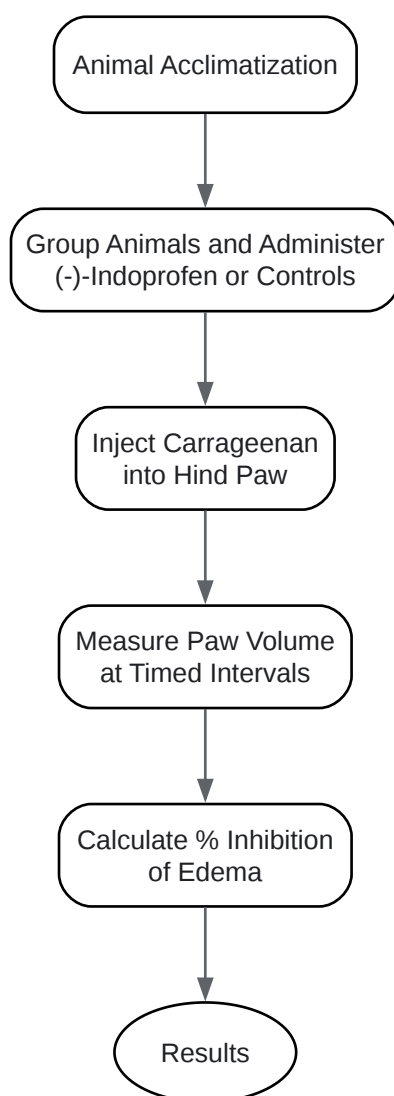 Animal Acclimatization
Group Animals and Administer
(-)-Indoprofen or Controls
Inject Carrageenan
into Hind Paw
Measure Paw Volume
at Timed Intervals
Calculate % Inhibition
of Edema
Results